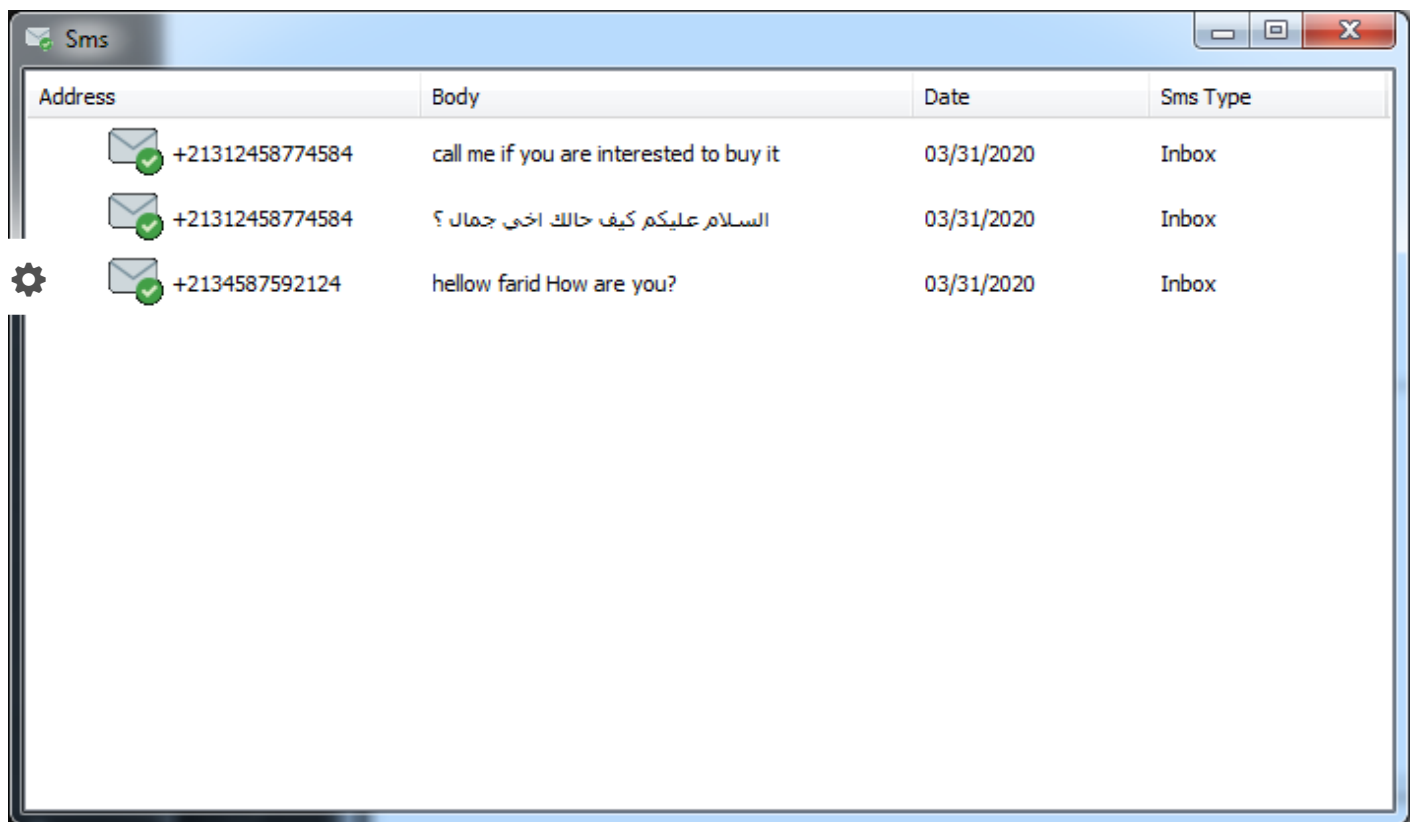 Sms
Address Body Date Sms Type
+21312458774584 call me if you are interested to buy it 03/31/2020 Inbox
+21312458774584 السلام عليكم كيف حالك اخي جمال ؟ 03/31/2020 Inbox
+2134587592124 hellow farid How are you? 03/31/2020 Inbox